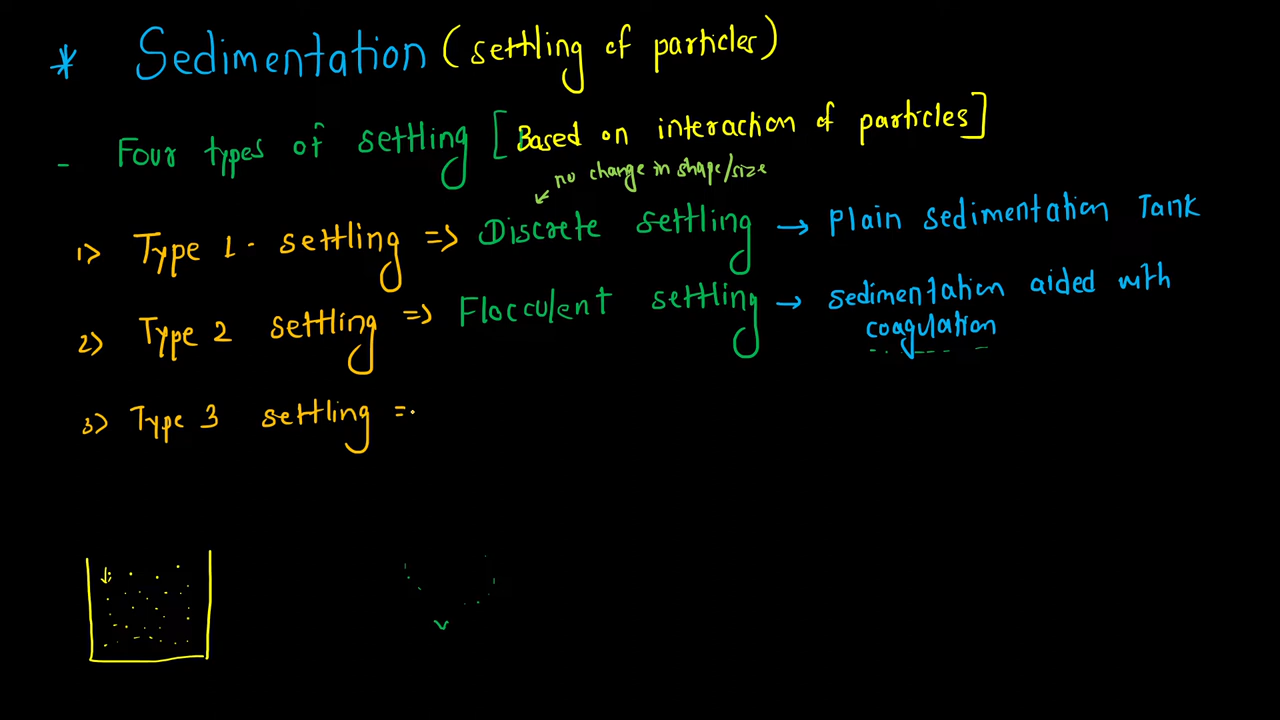 * Sedimentation (settling of particles)
- Four types of settling [Based on interaction of particles]
no change in shape/size
1) Type 1 - settling => Discrete settling → Plain sedimentation Tank
2) Type 2 settling => Flocculent settling → sedimentation aided with
coagulation
3) Type 3 settling =